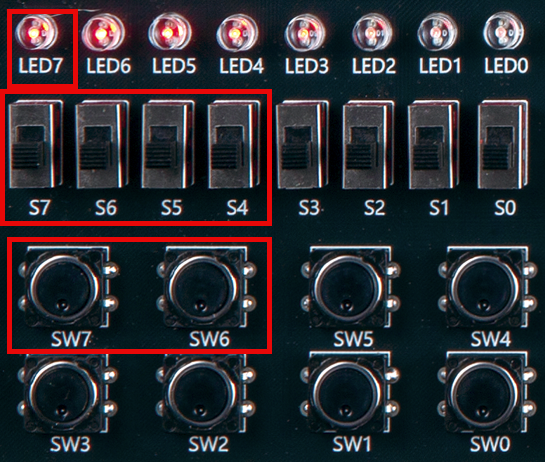 LED7 LED6 LED5 LED4 LED3 LED2 LED1 LED0
S7 S6 S5 S4 S3 S2 S1 S0
SW7 SW6 SW5 SW4
SW3 SW2 SW1 SW0